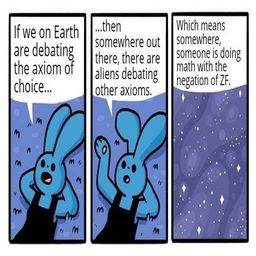 If we on Earth
are debating
the axiom of
choice...
...then
somewhere out
there, there are
aliens debating
other axioms.
Which means
somewhere,
someone is doing
math with the
negation of ZF.